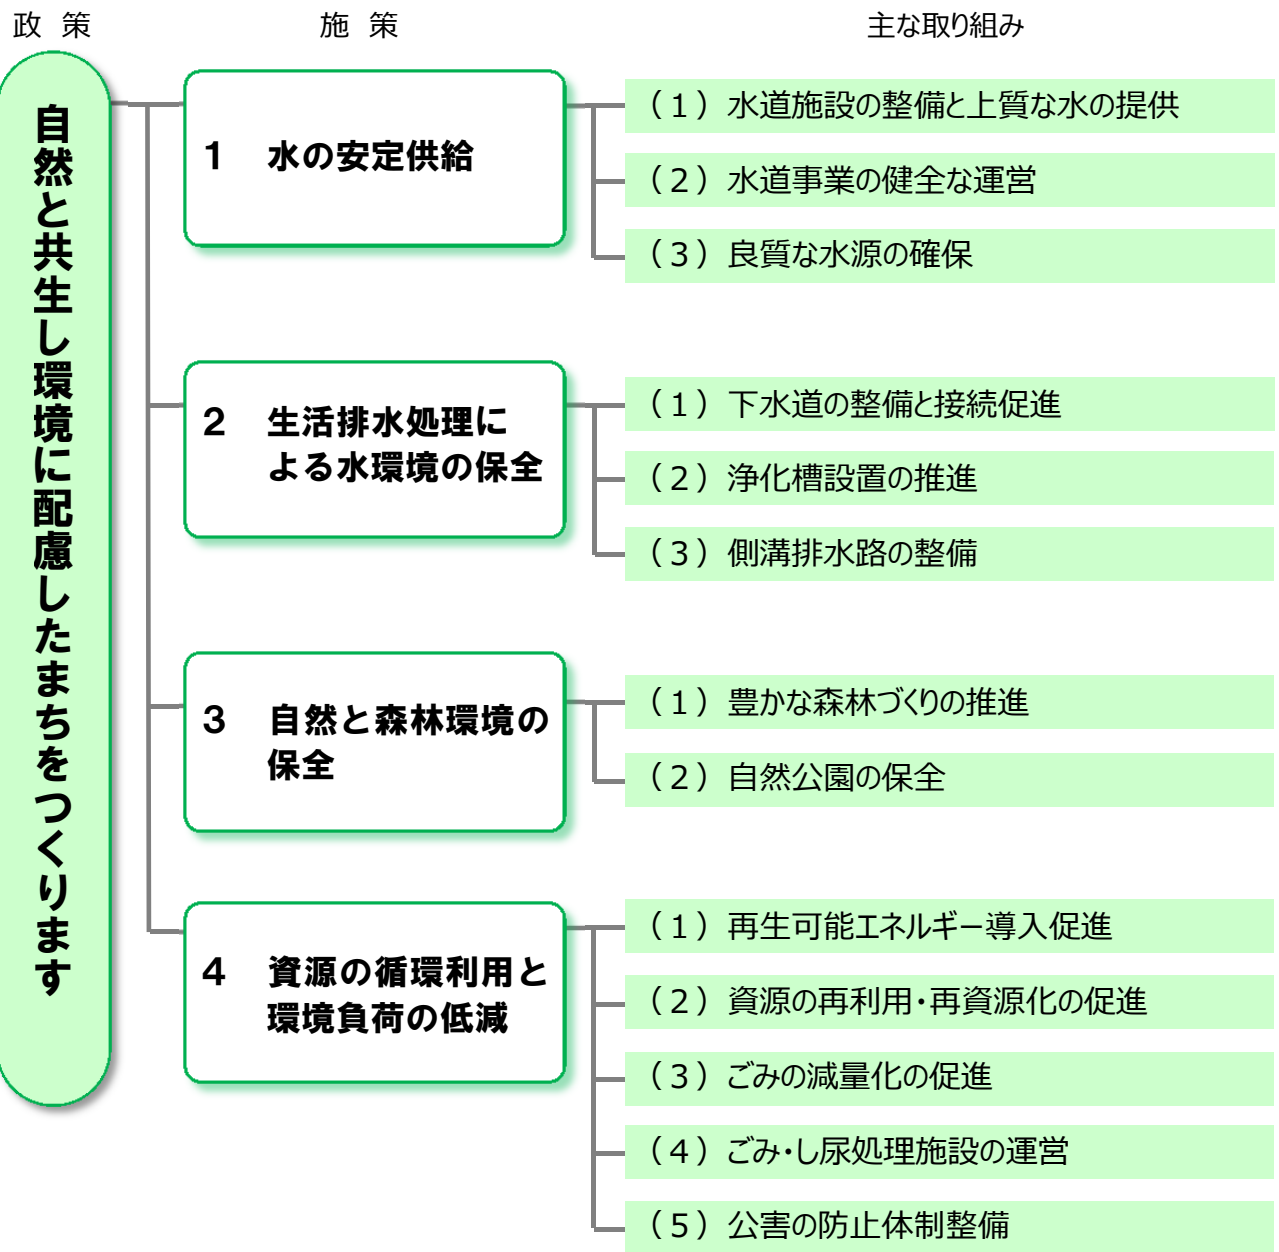 政 策
施 策
主な取り組み
自然と共生し環境に配慮したまちをつくります
1 水の安定供給
（1）水道施設の整備と上質な水の提供
（2）水道事業の健全な運営
（3）良質な水源の確保
2 生活排水処理に
よる水環境の保全
（1）下水道の整備と接続促進
（2）浄化槽設置の推進
（3）側溝排水路の整備
3 自然と森林環境の
保全
（1）豊かな森林づくりの推進
（2）自然公園の保全
4 資源の循環利用と
環境負荷の低減
（1）再生可能エネルギー導入促進
（2）資源の再利用・再資源化の促進
（3）ごみの減量化の促進
（4）ごみ・し尿処理施設の運営
（5）公害の防止体制整備